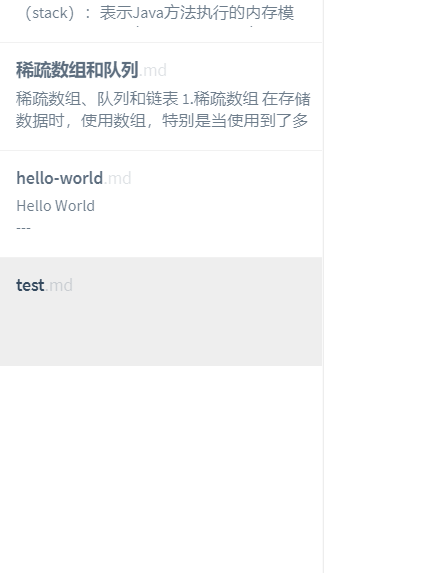 （stack）：表示Java方法执行的内存模
稀疏数组和队列.md
稀疏数组、队列和链表 1.稀疏数组 在存储
数据时，使用数组，特别是当使用到了多
hello-world.md
Hello World
---
test.md